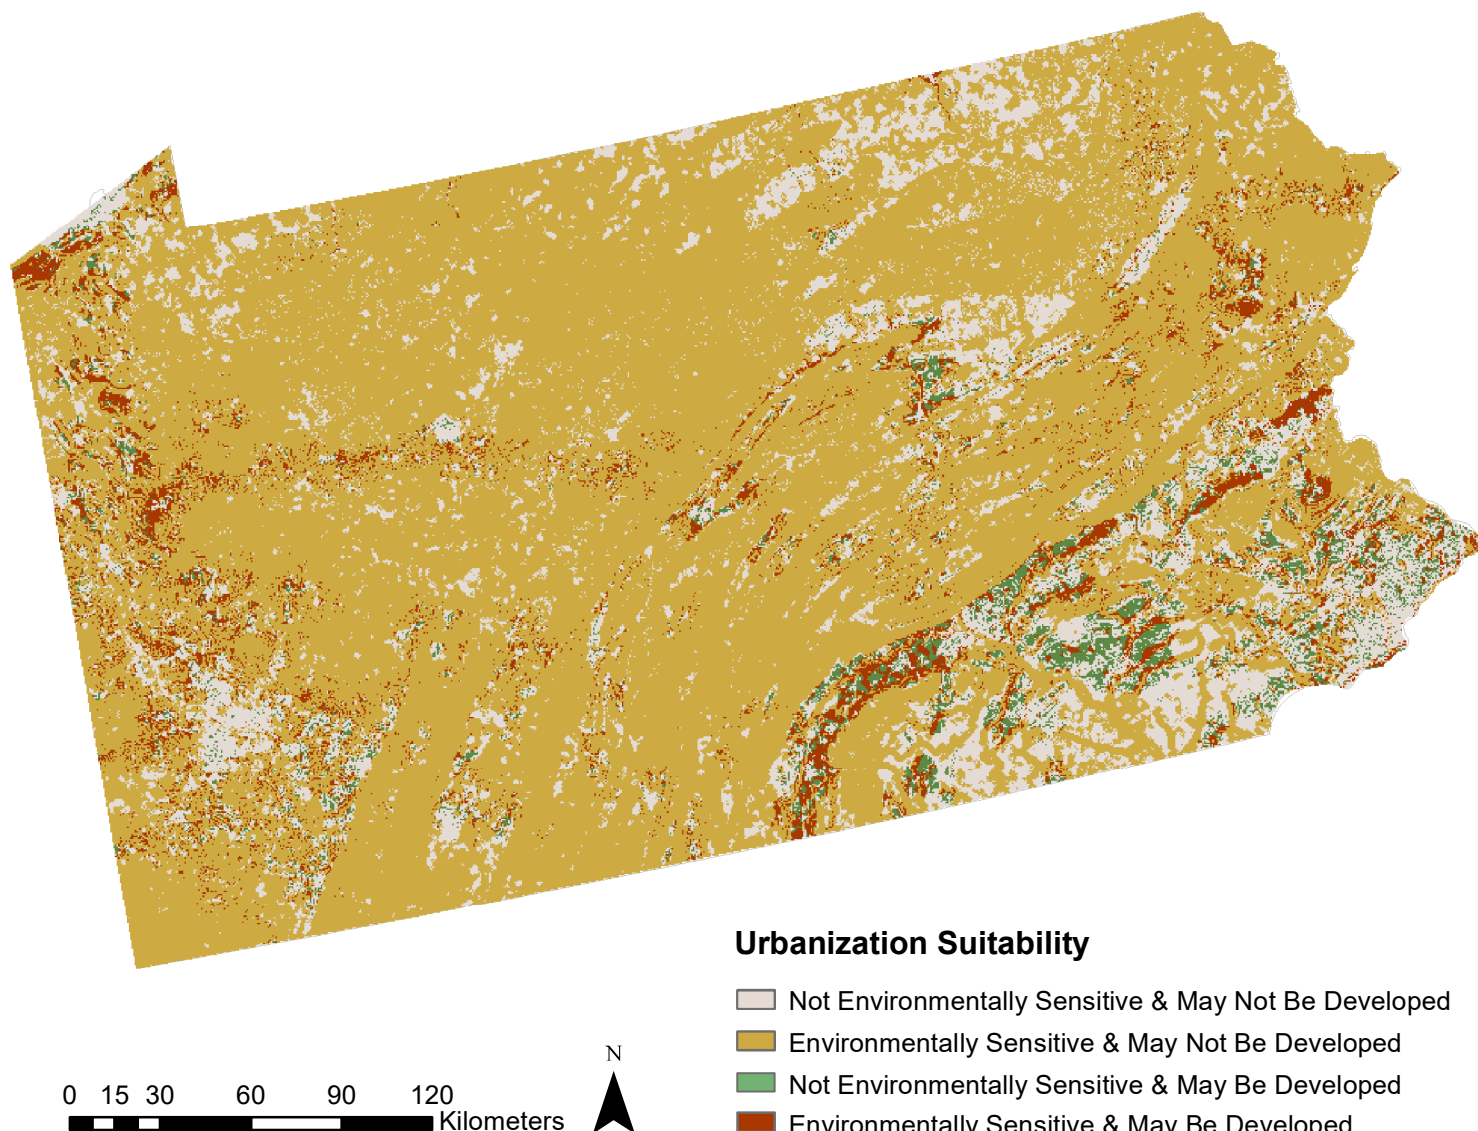 Urbanization Suitability
Not Environmentally Sensitive & May Not Be Developed
Environmentally Sensitive & May Not Be Developed
Not Environmentally Sensitive & May Be Developed
Environmentally Sensitive & May Be Developed
N
0 15 30 60 90 120
Kilometers